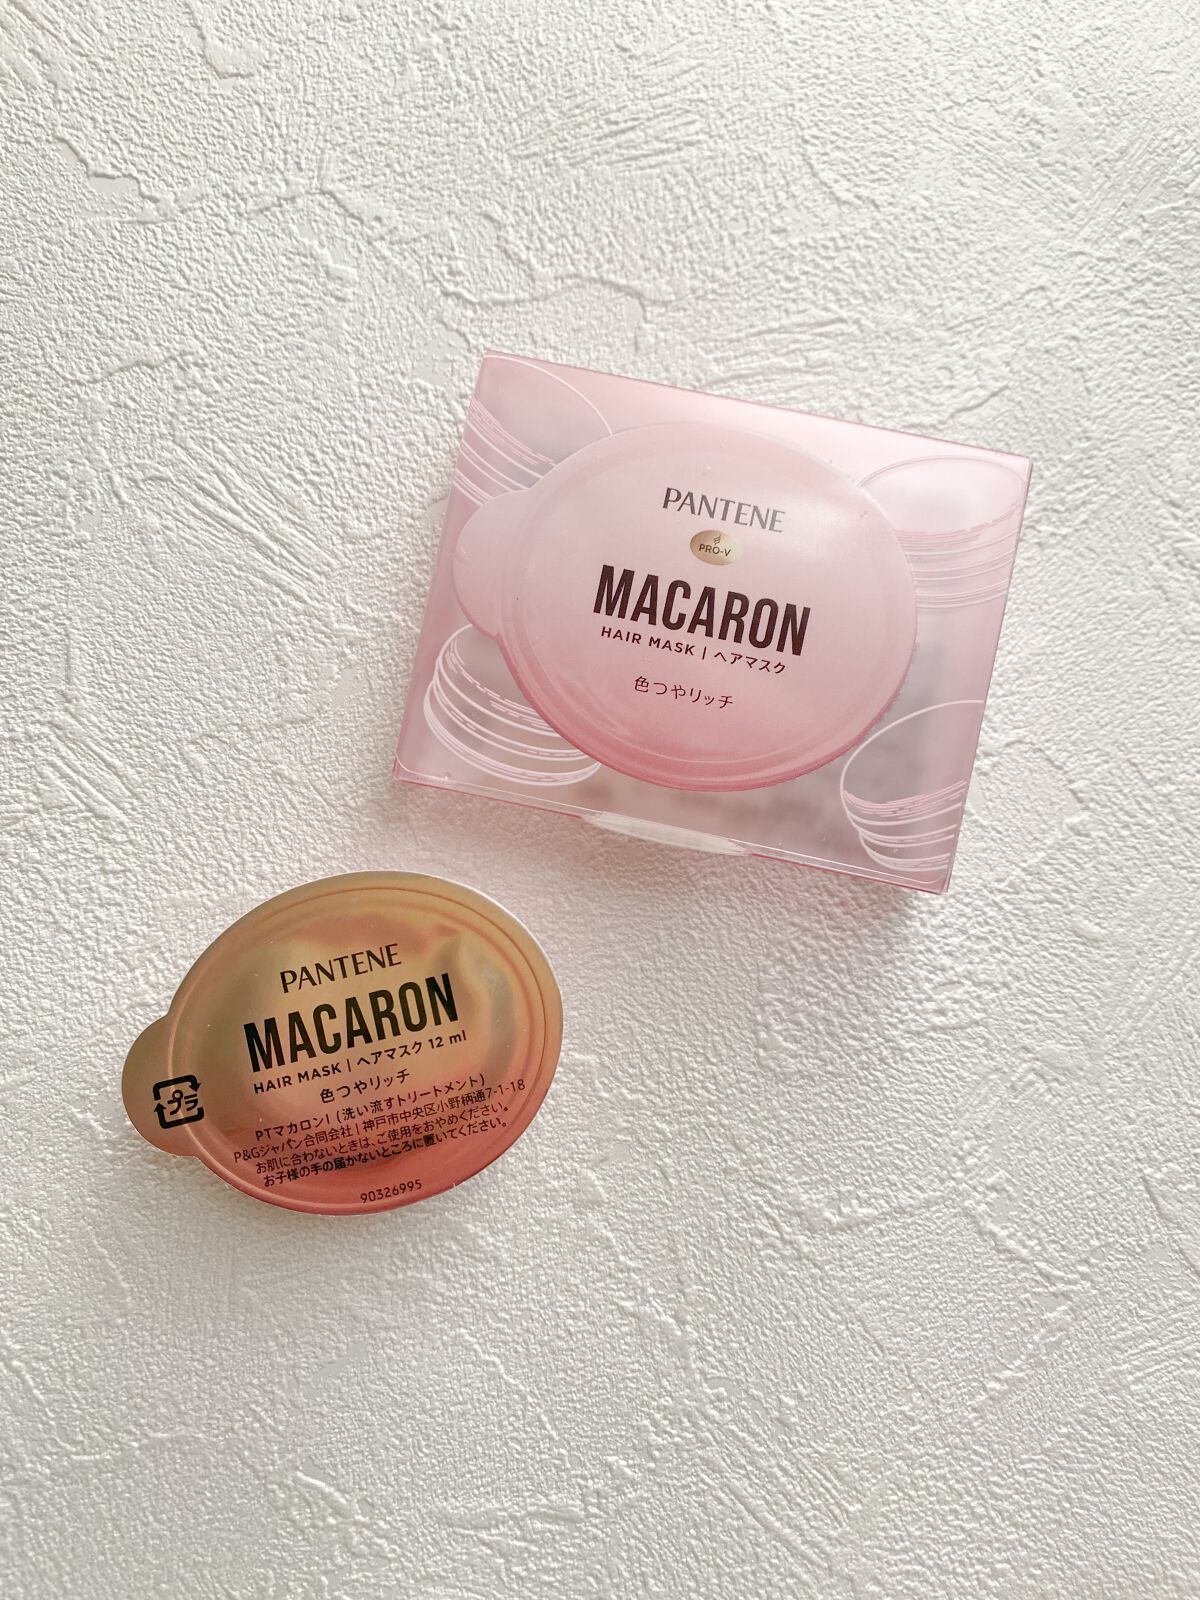 PANTENE
PRO-V
MACARON
HAIR MASK | ヘアマスク
色つやリッチ
PANTENE
MACARON
HAIR MASK | ヘアマスク 12 ml
色つやリッチ
プラ
PTマカロンI (洗い流すトリートメント)
P&Gジャパン合同会社 | 神戸市中央区小野柄通7-1-18
お肌に合わないときは、ご使用をおやめください。
お子様の手の届かないところに置いてください。
90326995